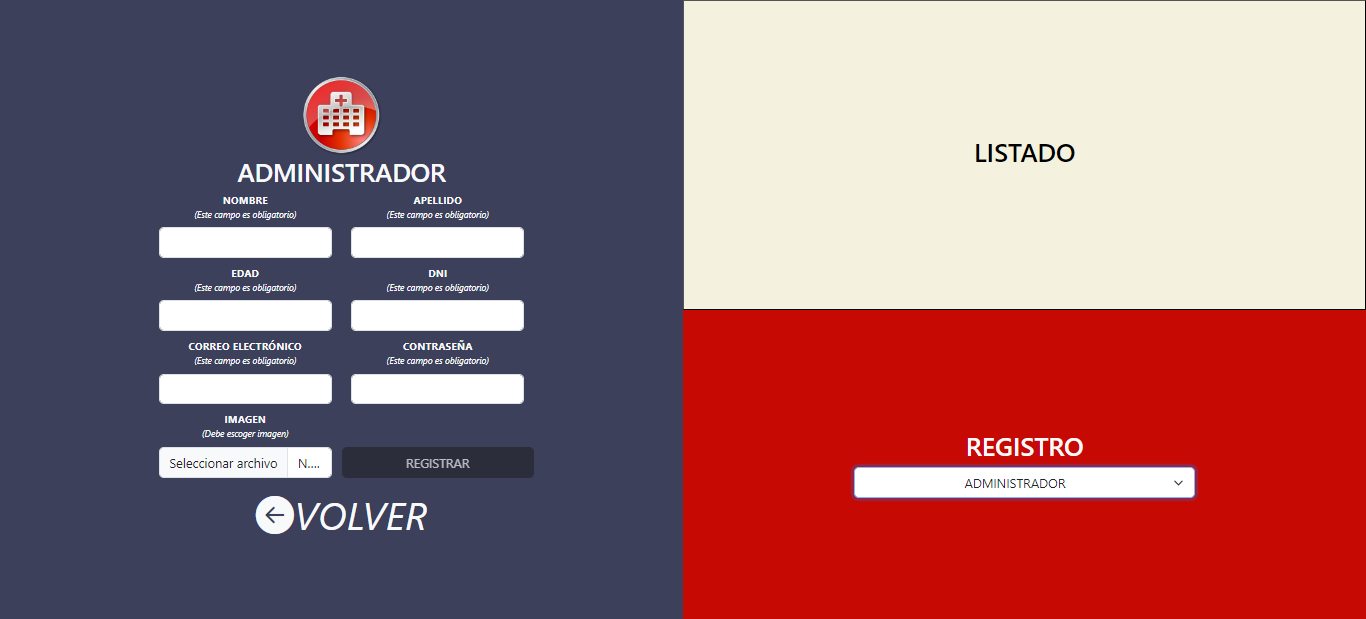 ADMINISTRADOR
NOMBRE
(Este campo es obligatorio)
APELLIDO
(Este campo es obligatorio)
EDAD
(Este campo es obligatorio)
DNI
(Este campo es obligatorio)
CORREO ELECTRÓNICO
(Este campo es obligatorio)
CONTRASEÑA
(Este campo es obligatorio)
IMAGEN
(Debe escoger imagen)
Seleccionar archivo N....
REGISTRAR
VOLVER
LISTADO
REGISTRO
ADMINISTRADOR